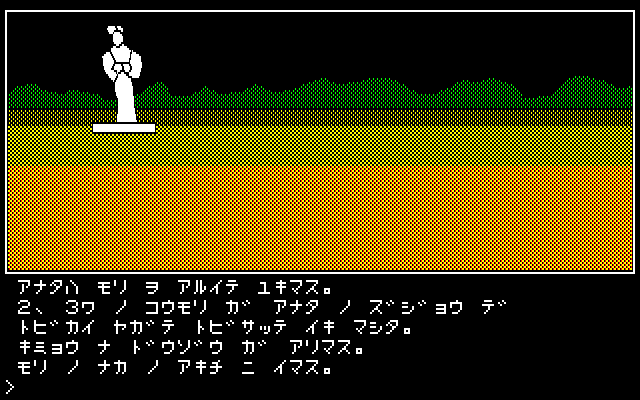 アナタハ モリ ヲ アルイテ ユキマス。
2、3ワ ノ コウモリ ガ アナタ ノ ズジョウ デ
トビカイ ヤガテ トビサッテ イキ マシタ。
キミョウ ナ ドウゾウ ガ アリマス。
モリ ノ ナカ ノ アキチ ニ イマス。
>